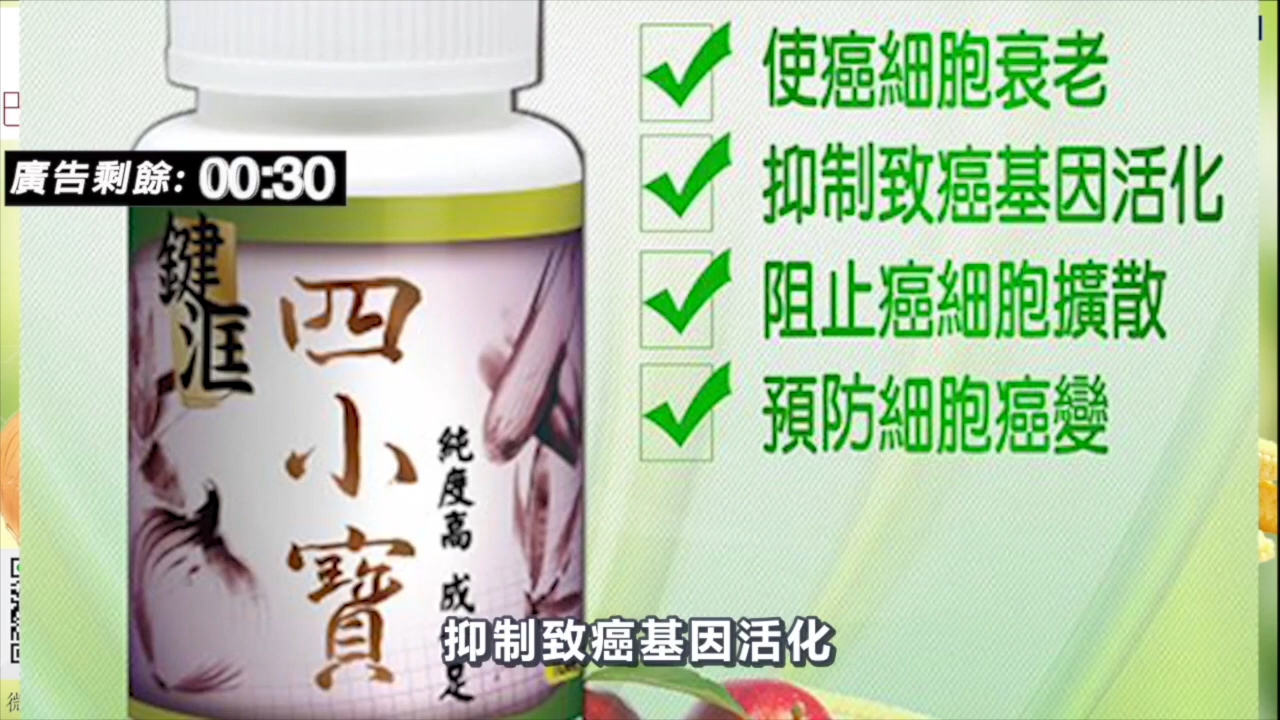 使癌細胞衰老
抑制致癌基因活化
阻止癌細胞擴散
預防細胞癌變
廣告剩餘: 00:30
鍵洭
四小寶
純度高 成 足
抑制致癌基因活化